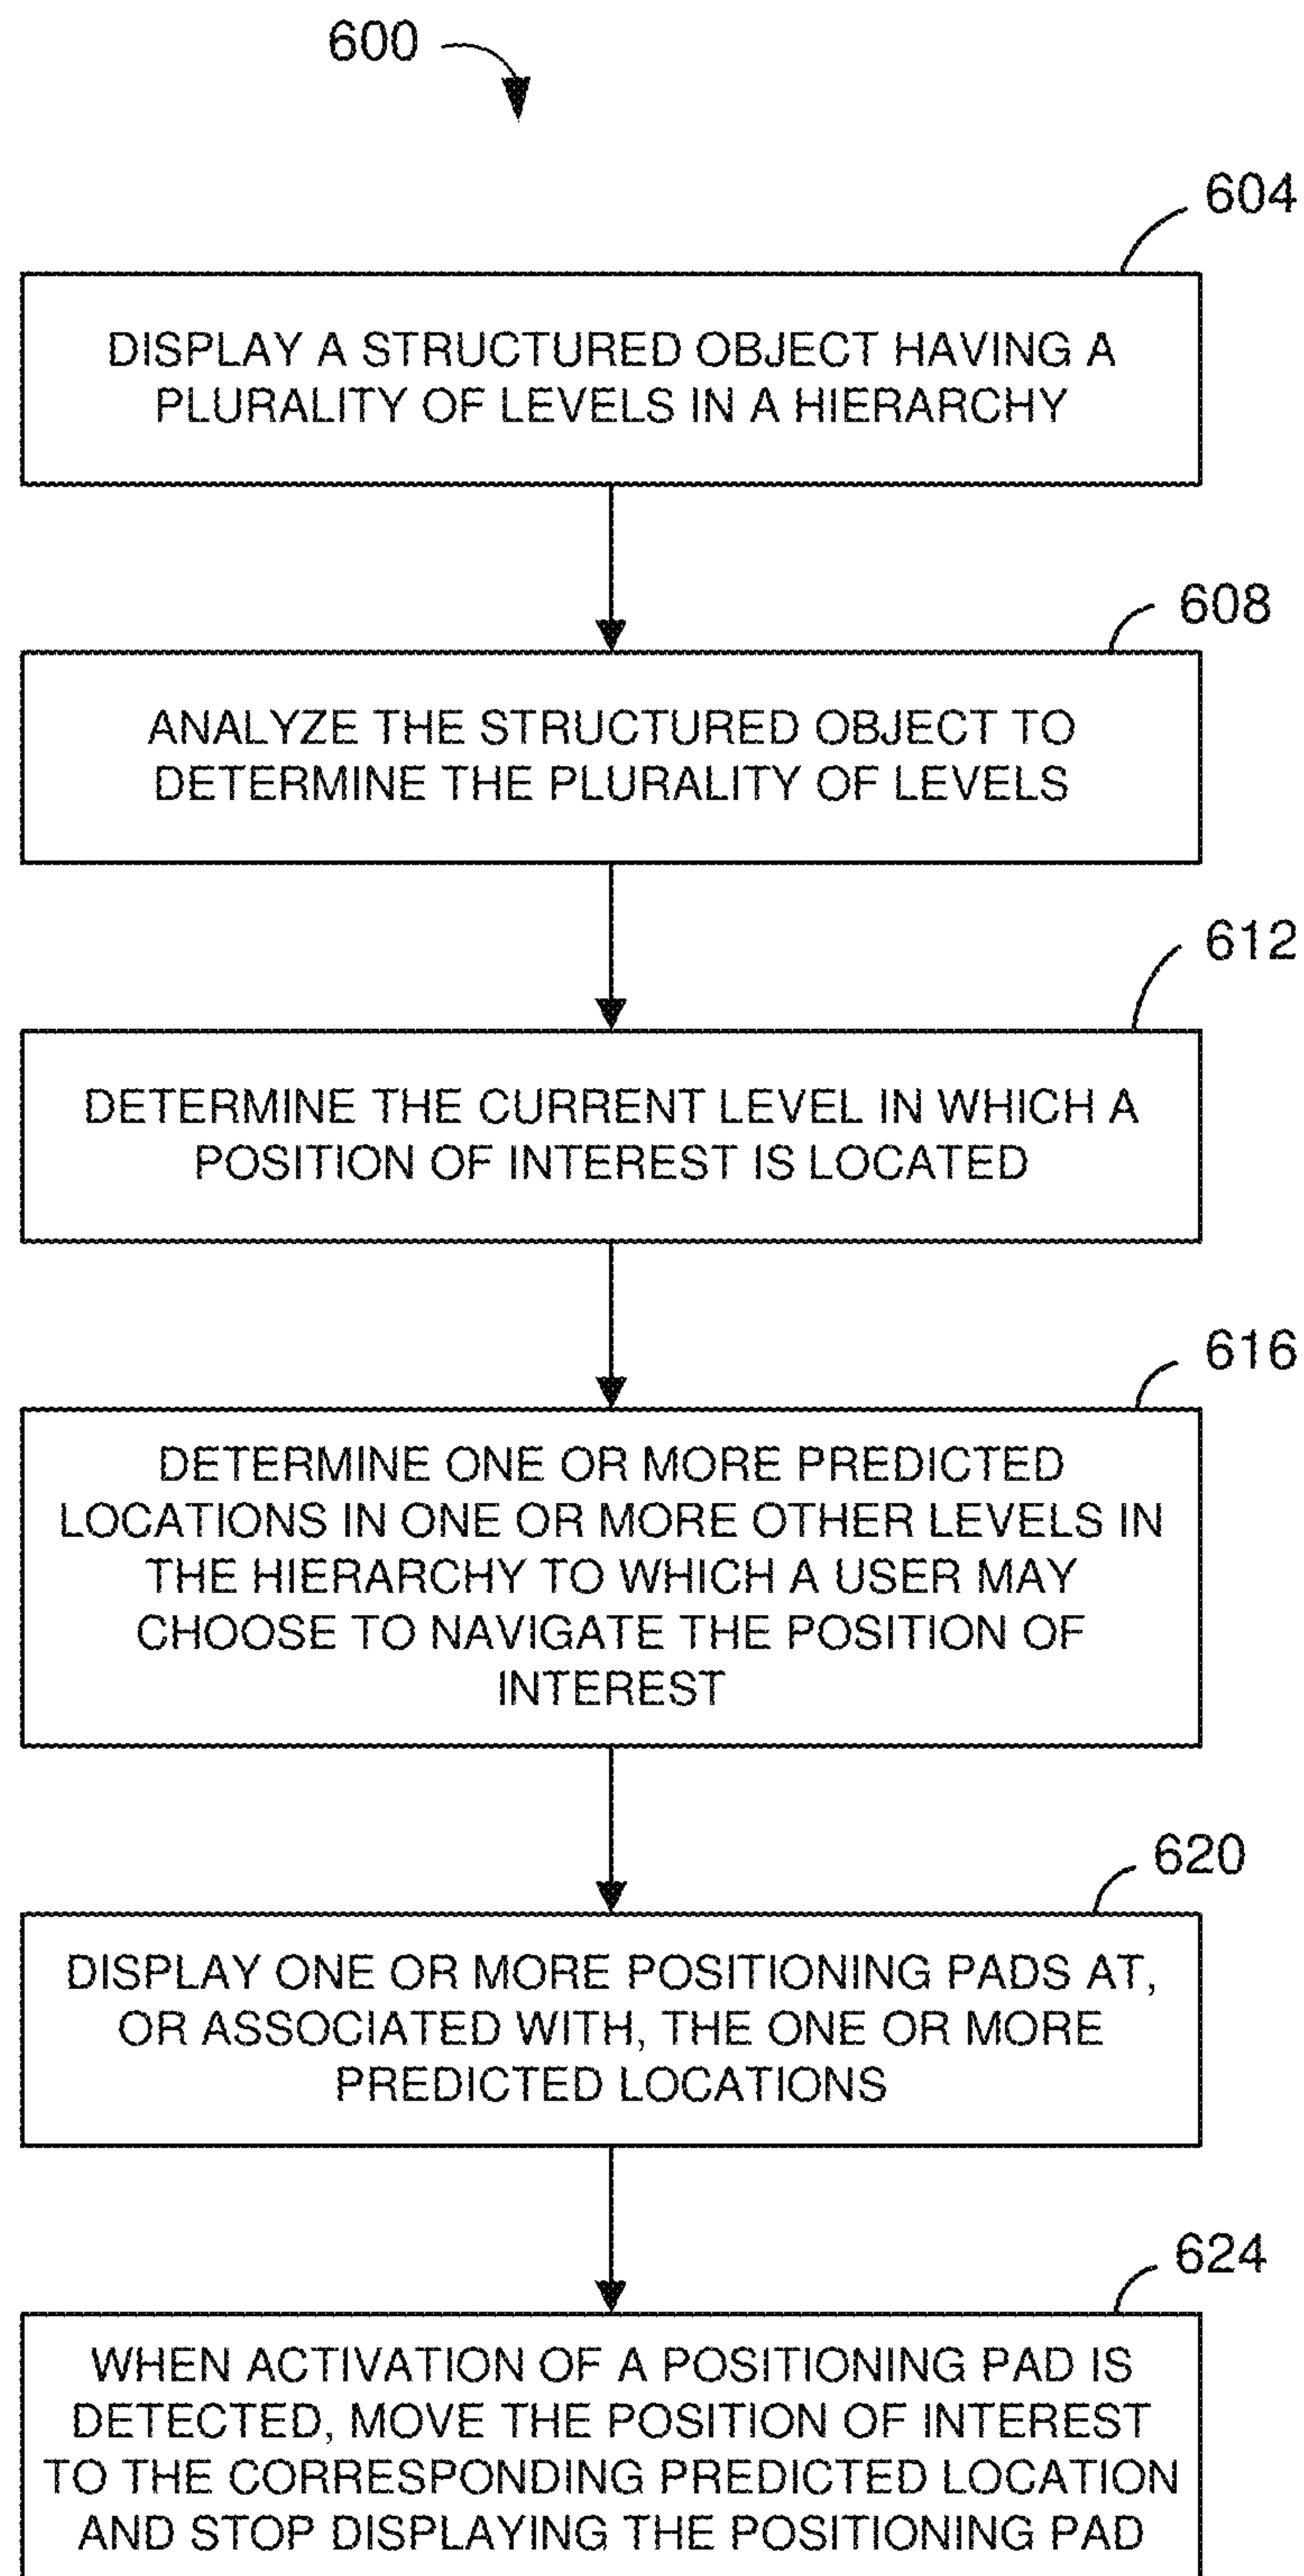 600
604
DISPLAY A STRUCTURED OBJECT HAVING A
PLURALITY OF LEVELS IN A HIERARCHY
608
ANALYZE THE STRUCTURED OBJECT TO
DETERMINE THE PLURALITY OF LEVELS
612
DETERMINE THE CURRENT LEVEL IN WHICH A
POSITION OF INTEREST IS LOCATED
616
DETERMINE ONE OR MORE PREDICTED
LOCATIONS IN ONE OR MORE OTHER LEVELS IN
THE HIERARCHY TO WHICH A USER MAY
CHOOSE TO NAVIGATE THE POSITION OF
INTEREST
620
DISPLAY ONE OR MORE POSITIONING PADS AT,
OR ASSOCIATED WITH, THE ONE OR MORE
PREDICTED LOCATIONS
624
WHEN ACTIVATION OF A POSITIONING PAD IS
DETECTED, MOVE THE POSITION OF INTEREST
TO THE CORRESPONDING PREDICTED LOCATION
AND STOP DISPLAYING THE POSITIONING PAD